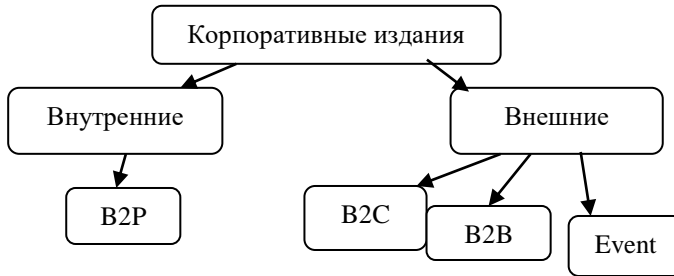 Корпоративные издания
Внутренние
Внешние
B2P
B2C
B2B
Event